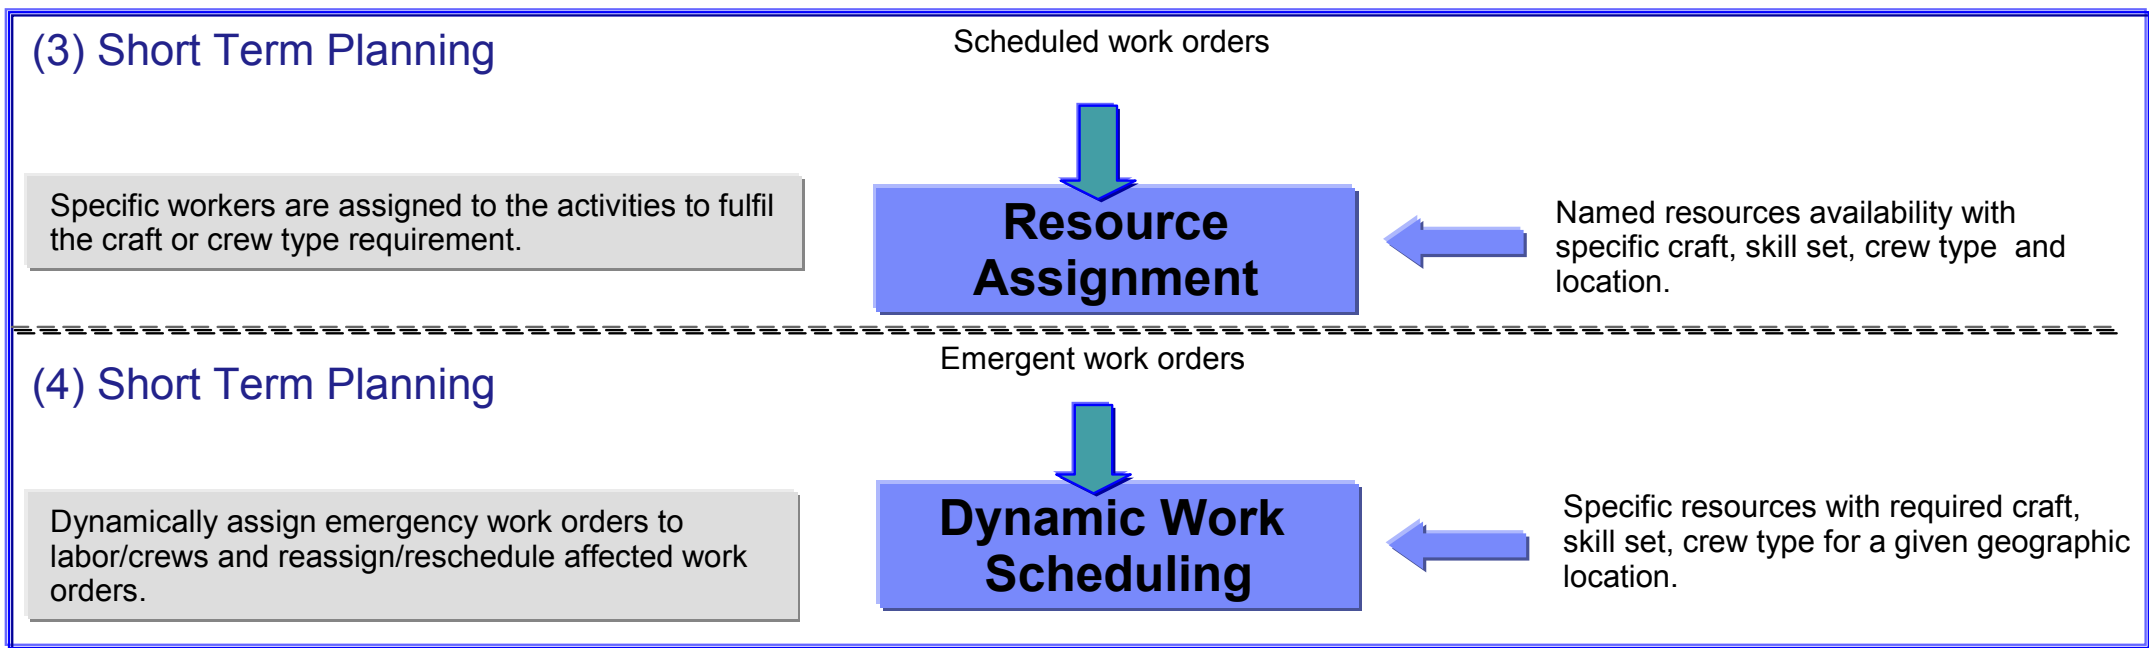 (3) Short Term Planning
Scheduled work orders
Specific workers are assigned to the activities to fulfil
the craft or crew type requirement.
Resource
Assignment
Named resources availability with
specific craft, skill set, crew type  and
location.
(4) Short Term Planning
Emergent work orders
Dynamically assign emergency work orders to
labor/crews and reassign/reschedule affected work
orders.
Dynamic Work
Scheduling
Specific resources with required craft,
skill set, crew type for a given geographic
location.